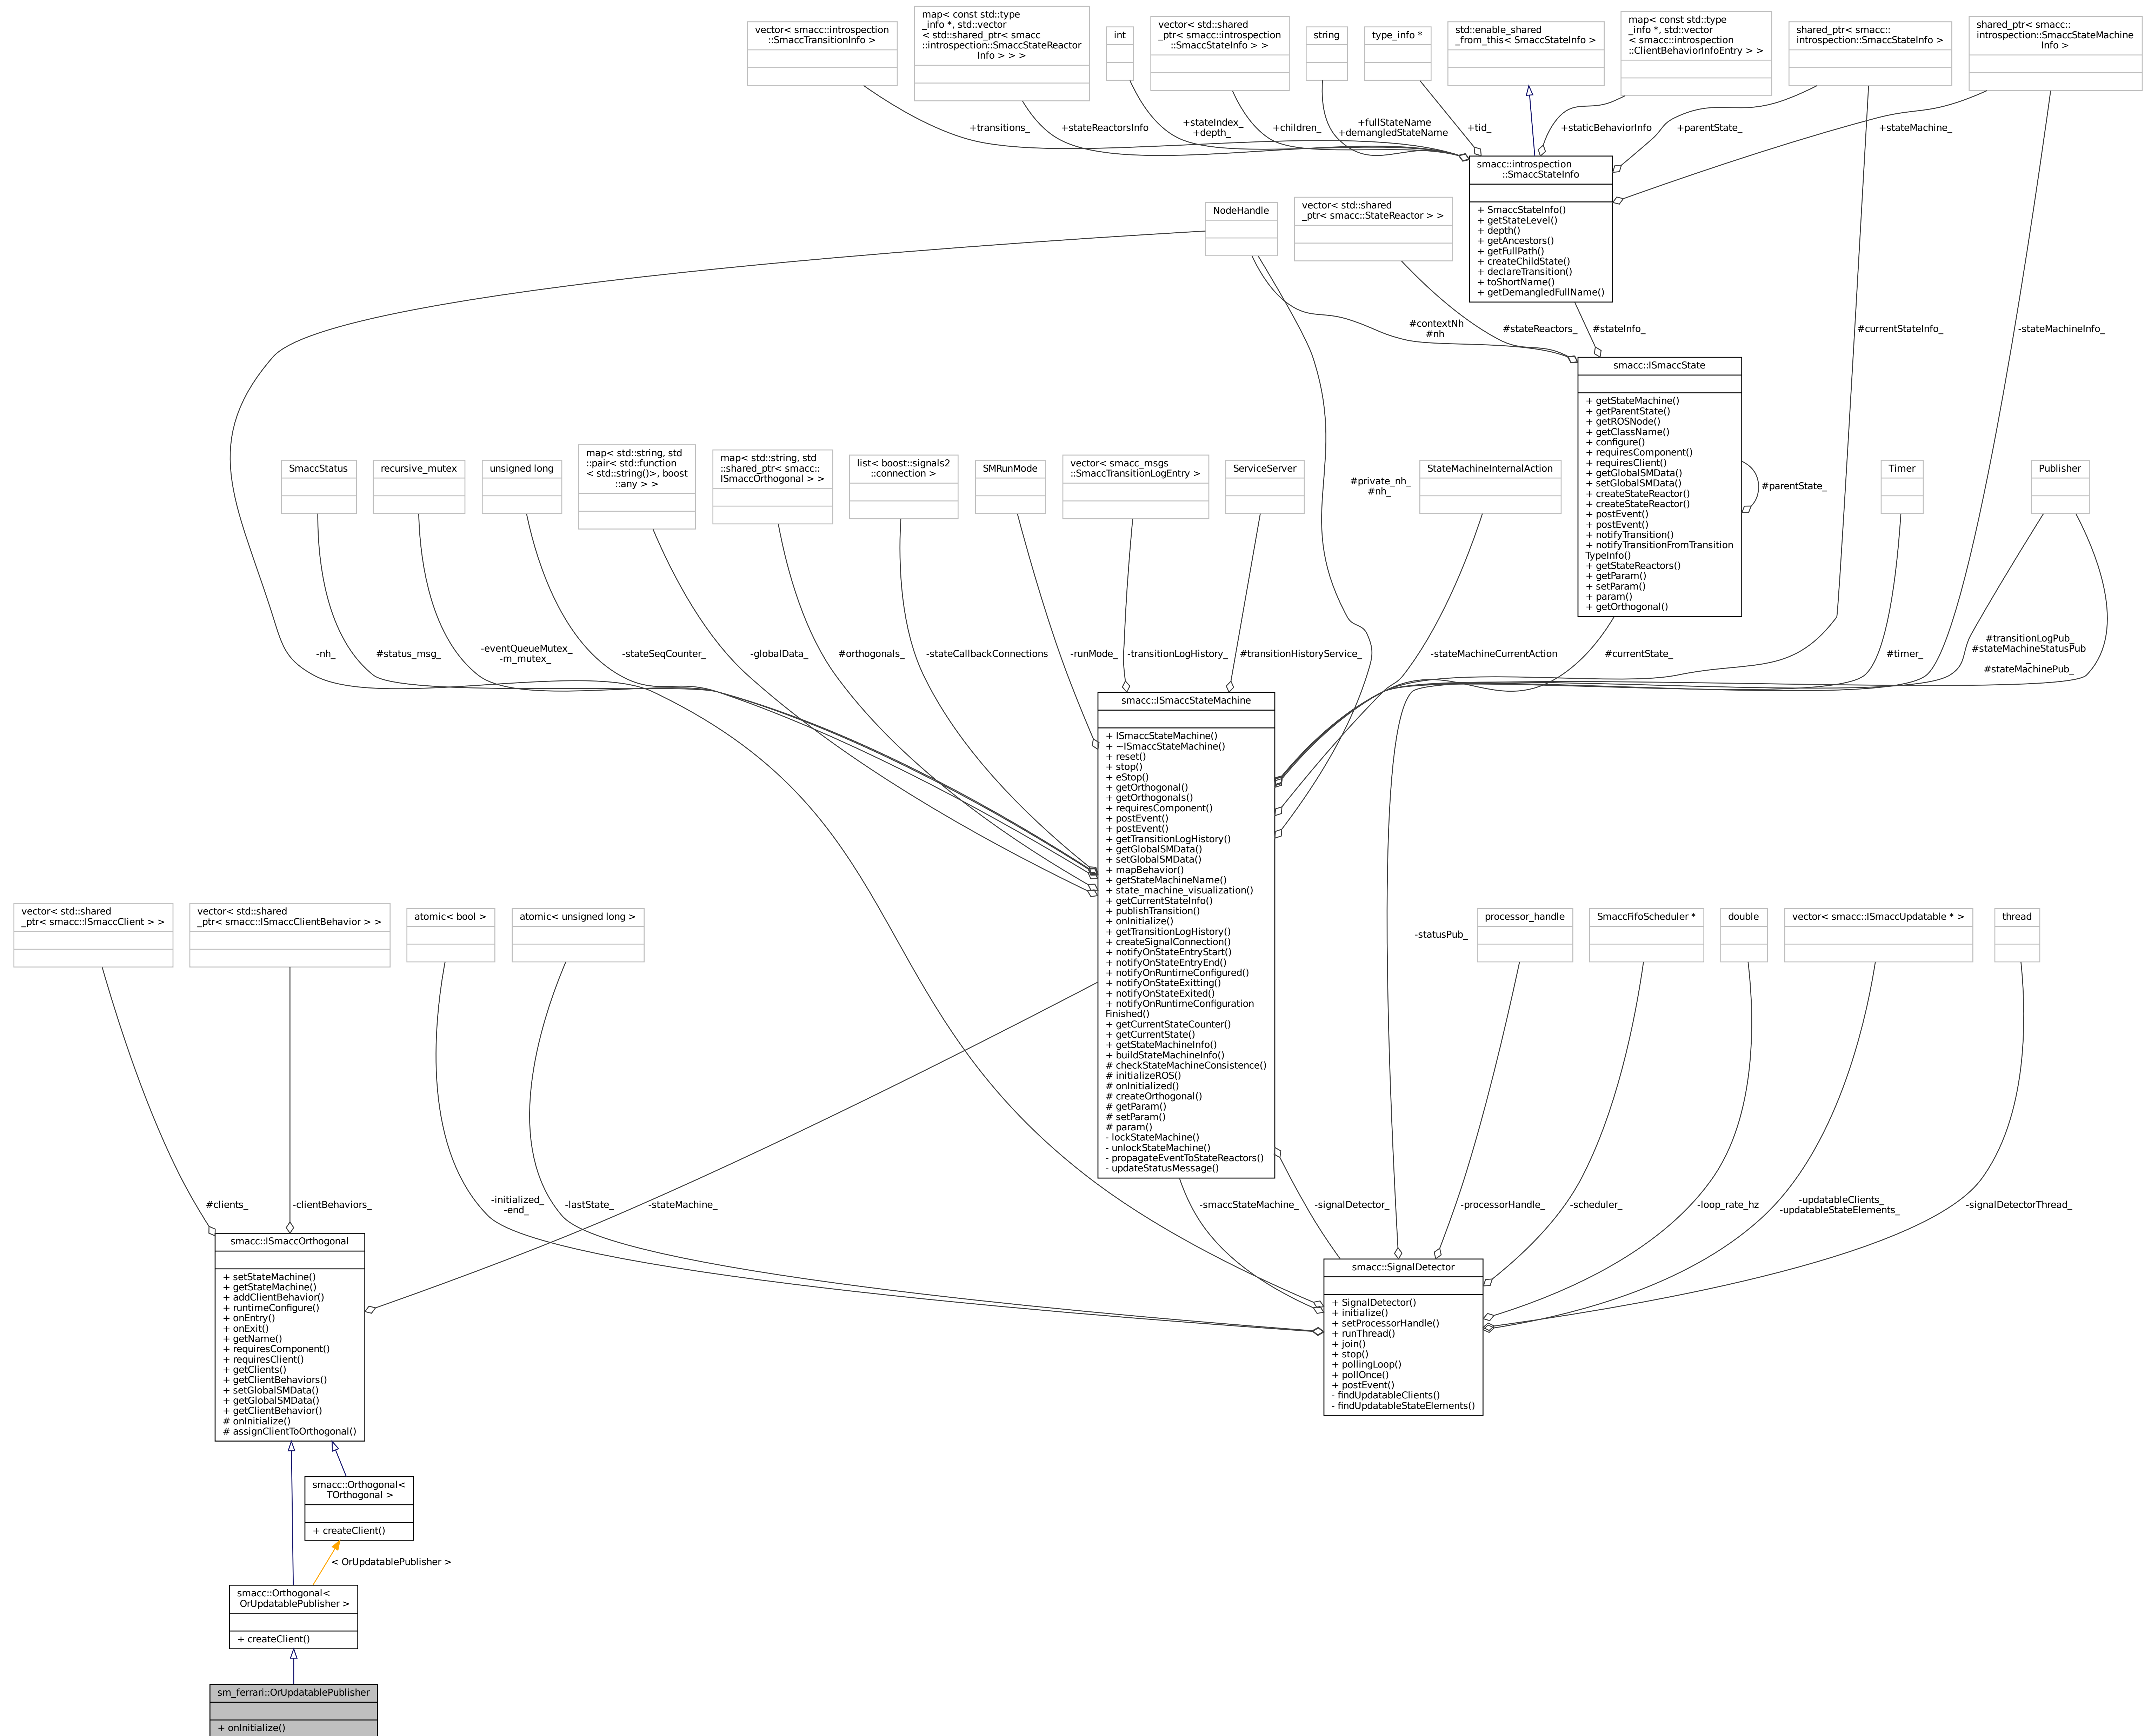 vector< smacc::introspection
::SmaccTransitionInfo >
map< const std::type
_info *, std::vector
< std::shared_ptr< smacc
::introspection::SmaccStateReactor
Info > > >
int
vector< std::shared
_ptr< smacc::introspection
::SmaccStateInfo > >
string
type_info *
std::enable_shared
_from_this< SmaccStateInfo >
map< const std::type
_info *, std::vector
< smacc::introspection
::ClientBehaviorInfoEntry > >
shared_ptr< smacc::
introspection::SmaccStateInfo >
shared_ptr< smacc::
introspection::SmaccStateMachine
Info >
+transitions_
+stateReactorsInfo
+stateIndex_
+depth_
+children_
+fullStateName
+demangledStateName
+tid_
+staticBehaviorInfo
+parentState_
+stateMachine_
smacc::introspection
::SmaccStateInfo
+ SmaccStateInfo()
+ getStateLevel()
+ depth()
+ getAncestors()
+ getFullPath()
+ createChildState()
+ declareTransition()
+ toShortName()
+ getDemangledFullName()
NodeHandle
vector< std::shared
_ptr< smacc::StateReactor > >
#contextNh
#nh
#stateReactors_
#stateInfo_
#currentStateInfo_
-stateMachineInfo_
smacc::ISmaccState
+ getStateMachine()
+ getParentState()
+ getROSNode()
+ getClassName()
+ configure()
+ requiresComponent()
+ requiresClient()
+ getGlobalSMData()
+ setGlobalSMData()
+ createStateReactor()
+ createStateReactor()
+ postEvent()
+ postEvent()
+ notifyTransition()
+ notifyTransitionFromTransition
TypeInfo()
+ getStateReactors()
+ getParam()
+ setParam()
+ param()
+ getOrthogonal()
#parentState_
SmaccStatus
recursive_mutex
unsigned long
map< std::string, std
::pair< std::function
< std::string()>, boost
::any > >
map< std::string, std
::shared_ptr< smacc::
ISmaccOrthogonal > >
list< boost::signals2
::connection >
SMRunMode
vector< smacc_msgs
::SmaccTransitionLogEntry >
ServiceServer
#private_nh_
#nh_
StateMachineInternalAction
Timer
Publisher
-nh_
#status_msg_
-eventQueueMutex_
-m_mutex_
-stateSeqCounter_
-globalData_
#orthogonals_
-stateCallbackConnections
-runMode_
-transitionLogHistory_
#transitionHistoryService_
-stateMachineCurrentAction
#currentState_
#timer_
#transitionLogPub_
#stateMachineStatusPub
_
#stateMachinePub_
smacc::ISmaccStateMachine
+ ISmaccStateMachine()
+ ~ISmaccStateMachine()
+ reset()
+ stop()
+ eStop()
+ getOrthogonal()
+ getOrthogonals()
+ requiresComponent()
+ postEvent()
+ postEvent()
+ getTransitionLogHistory()
+ getGlobalSMData()
+ setGlobalSMData()
+ mapBehavior()
+ getStateMachineName()
+ state_machine_visualization()
+ getCurrentStateInfo()
+ publishTransition()
+ onInitialize()
+ getTransitionLogHistory()
+ createSignalConnection()
+ notifyOnStateEntryStart()
+ notifyOnStateEntryEnd()
+ notifyOnRuntimeConfigured()
+ notifyOnStateExitting()
+ notifyOnStateExited()
+ notifyOnRuntimeConfiguration
Finished()
+ getCurrentStateCounter()
+ getCurrentState()
+ getStateMachineInfo()
+ buildStateMachineInfo()
# checkStateMachineConsistence()
# initializeROS()
# onInitialized()
# createOrthogonal()
# getParam()
# setParam()
# param()
- lockStateMachine()
- unlockStateMachine()
- propagateEventToStateReactors()
- updateStatusMessage()
vector< std::shared
_ptr< smacc::ISmaccClient > >
vector< std::shared
_ptr< smacc::ISmaccClientBehavior > >
atomic< bool >
atomic< unsigned long >
-statusPub_
processor_handle
SmaccFifoScheduler *
double
vector< smacc::ISmaccUpdatable * >
thread
#clients_
-clientBehaviors_
-initialized_
-end_
-lastState_
-stateMachine_
-smaccStateMachine_
-signalDetector_
-processorHandle_
-scheduler_
-loop_rate_hz
-updatableClients_
-updatableStateElements_
-signalDetectorThread_
smacc::ISmaccOrthogonal
+ setStateMachine()
+ getStateMachine()
+ addClientBehavior()
+ runtimeConfigure()
+ onEntry()
+ onExit()
+ getName()
+ requiresComponent()
+ requiresClient()
+ getClients()
+ getClientBehaviors()
+ setGlobalSMData()
+ getGlobalSMData()
+ getClientBehavior()
# onInitialize()
# assignClientToOrthogonal()
smacc::SignalDetector
+ SignalDetector()
+ initialize()
+ setProcessorHandle()
+ runThread()
+ join()
+ stop()
+ pollingLoop()
+ pollOnce()
+ postEvent()
- findUpdatableClients()
- findUpdatableStateElements()
smacc::Orthogonal<
TOrthogonal >
+ createClient()
< OrUpdatablePublisher >
smacc::Orthogonal<
OrUpdatablePublisher >
+ createClient()
sm_ferrari::OrUpdatablePublisher
+ onInitialize()